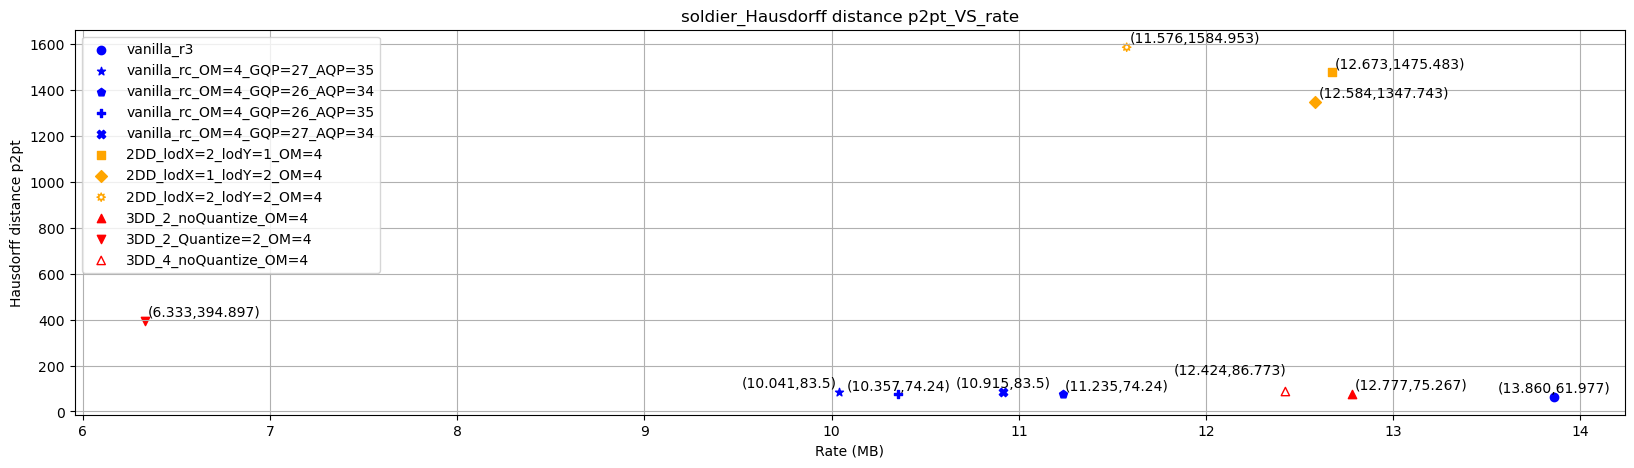 soldier_Hausdorff distance p2pt_VS_rate
Hausdorff distance p2pt
1600
1400
1200
1000
800
600
400
200
0
vanilla_r3
vanilla_rc_OM=4_GQP=27_AQP=35
vanilla_rc_OM=4_GQP=26_AQP=34
vanilla_rc_OM=4_GQP=26_AQP=35
vanilla_rc_OM=4_GQP=27_AQP=34
2DD_lodX=2_lodY=1_OM=4
2DD_lodX=1_lodY=2_OM=4
2DD_lodX=2_lodY=2_OM=4
3DD_2_noQuantize_OM=4
3DD_2_Quantize=2_OM=4
3DD_4_noQuantize_OM=4
(11.576,1584.953)
(12.673,1475.483)
(12.584,1347.743)
(6.333,394.897)
(10.041,83.5)
(10.357,74.24)
(10.915,83.5)
(11.235,74.24)
(12.424,86.773)
(12.777,75.267)
(13.860,61.977)
6 7 8 9 10 11 12 13 14
Rate (MB)